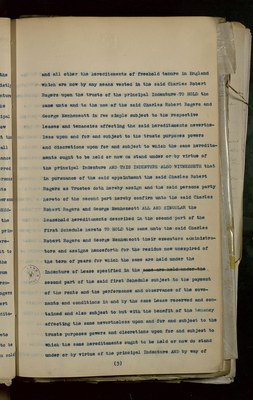 and all other the hereditaments of freehold tenure in England
which are now by any means vested in the said Charles Robert
Rogers upon the trusts of the principal Indenture TO HOLD the
same unto and to the use of the said Charles Robert Rogers and
George Hendcomett in fee simple subject to the respective
leases and tenancies affecting the said hereditaments neverthe-
less upon and for and subject to the trusts purposes powers
and discretions upon for and subject to which the same heredita-
ments ought to be held or now do stand under or by virtue of
the principal Indenture AND THIS INDENTURE ALSO WITNESSETH that
in pursuance of the said appointment the said Charles Robert
Rogers as Trustee doth hereby assign and the said persons party
hereto of the second part hereby confirm unto the said Charles
Robert Rogers and George ALL AND SINGULAR the
leasehold hereditaments described in the second part of the
first Schedule hereto TO HOLD the same unto the said Charles
Robert Rogers and George their executors administra-
tors and assigns henceforth for the residue now unexpired of
the term of years for which the same are held under the
Indenture of Lease specified in the
second part of the said first Schedule subject to the payment
of the rents and the performance and observance of the cove-
nants and conditions in and by the same Lease reserved and con-
tained and also subject to but with the benefit of the tenancy
affecting the same nevertheless upon and for and subject to the
trusts purposes powers and discretions upon for and subject to
which the same hereditaments ought to be held or now do stand
under or by virtue of the principal Indenture AND by way of
(3)